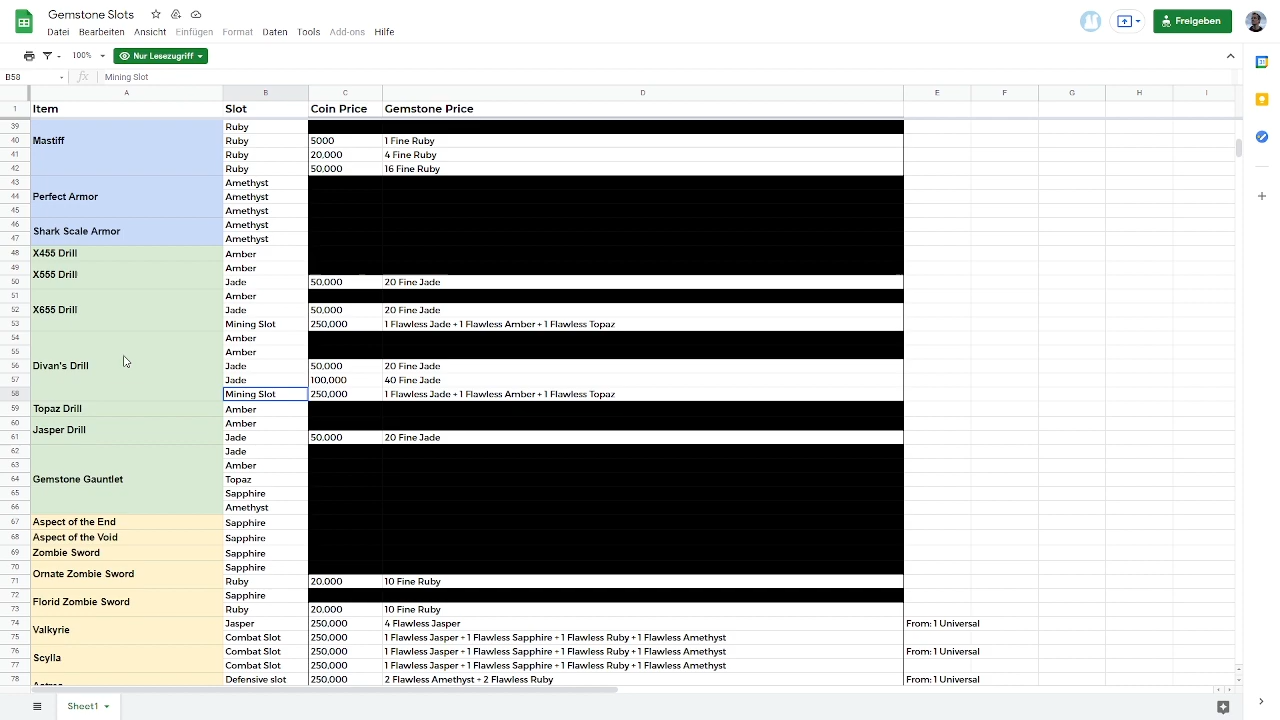 Gemstone Slots
Datei Bearbeiten Ansicht Einfügen Format Daten Tools Add-ons Hilfe
Freigeben
100% Nur Lesezugriff
B58 fx Mining Slot
A B C D E F G H I
1 Item Slot Coin Price Gemstone Price
39 Ruby
40 Mastiff Ruby 5000 1 Fine Ruby
41 Ruby 20,000 4 Fine Ruby
42 Ruby 50,000 16 Fine Ruby
43 Amethyst
44 Perfect Armor Amethyst
45 Amethyst
46 Amethyst
Shark Scale Armor
47 Amethyst
48 X455 Drill Amber
49 Amber
X555 Drill
50 Jade 50,000 20 Fine Jade
51 Amber
52 X655 Drill Jade 50,000 20 Fine Jade
53 Mining Slot 250,000 1 Flawless Jade + 1 Flawless Amber + 1 Flawless Topaz
54 Amber
55 Amber
56 Divan's Drill Jade 50,000 20 Fine Jade
57 Jade 100,000 40 Fine Jade
58 Mining Slot 250,000 1 Flawless Jade + 1 Flawless Amber + 1 Flawless Topaz
59 Topaz Drill Amber
60 Amber
Jasper Drill
61 Jade 50,000 20 Fine Jade
62 Jade
63 Amber
64 Gemstone Gauntlet Topaz
65 Sapphire
66 Amethyst
67 Aspect of the End Sapphire
68 Aspect of the Void Sapphire
69 Zombie Sword Sapphire
70 Sapphire
Ornate Zombie Sword
71 Ruby 20,000 10 Fine Ruby
72 Sapphire
Florid Zombie Sword
73 Ruby 20,000 10 Fine Ruby
74 Jasper 250,000 4 Flawless Jasper From: 1 Universal
Valkyrie
75 Combat Slot 250,000 1 Flawless Jasper + 1 Flawless Sapphire + 1 Flawless Ruby + 1 Flawless Amethyst
76 Combat Slot 250,000 1 Flawless Jasper + 1 Flawless Sapphire + 1 Flawless Ruby + 1 Flawless Amethyst From: 1 Universal
Scylla
77 Combat Slot 250,000 1 Flawless Jasper + 1 Flawless Sapphire + 1 Flawless Ruby + 1 Flawless Amethyst
78 Defensive slot 250,000 2 Flawless Amethyst + 2 Flawless Ruby From: 1 Universal
Sheet1